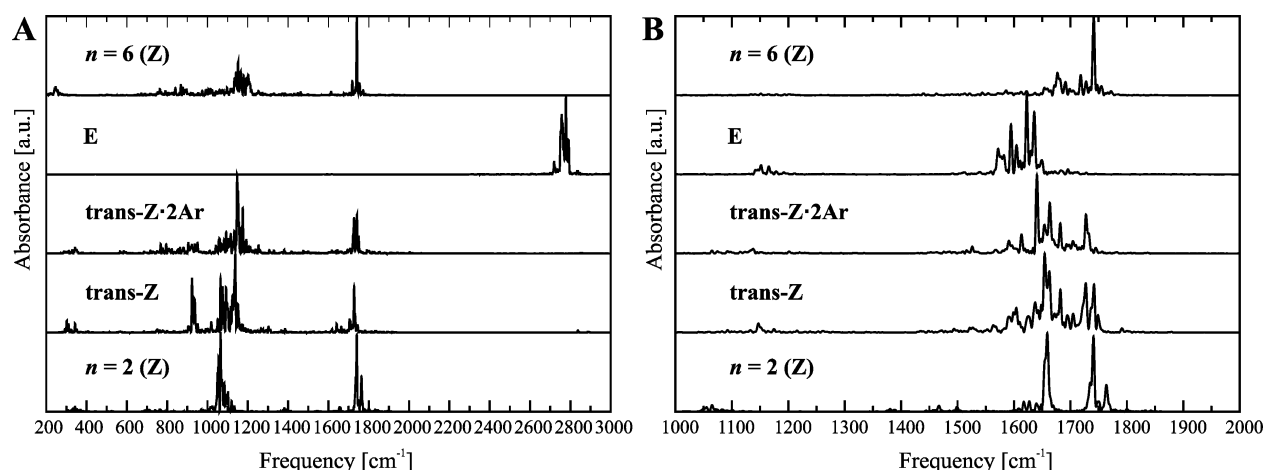 A
n = 6 (Z)
E
trans-Z·2Ar
trans-Z
n = 2 (Z)
Absorbance [a.u.]
200 400 600 800 1000 1200 1400 1600 1800 2000 2200 2400 2600 2800 3000
Frequency [cm-1]
B
n = 6 (Z)
E
trans-Z·2Ar
trans-Z
n = 2 (Z)
Absorbance [a.u.]
1000 1100 1200 1300 1400 1500 1600 1700 1800 1900 2000
Frequency [cm-1]